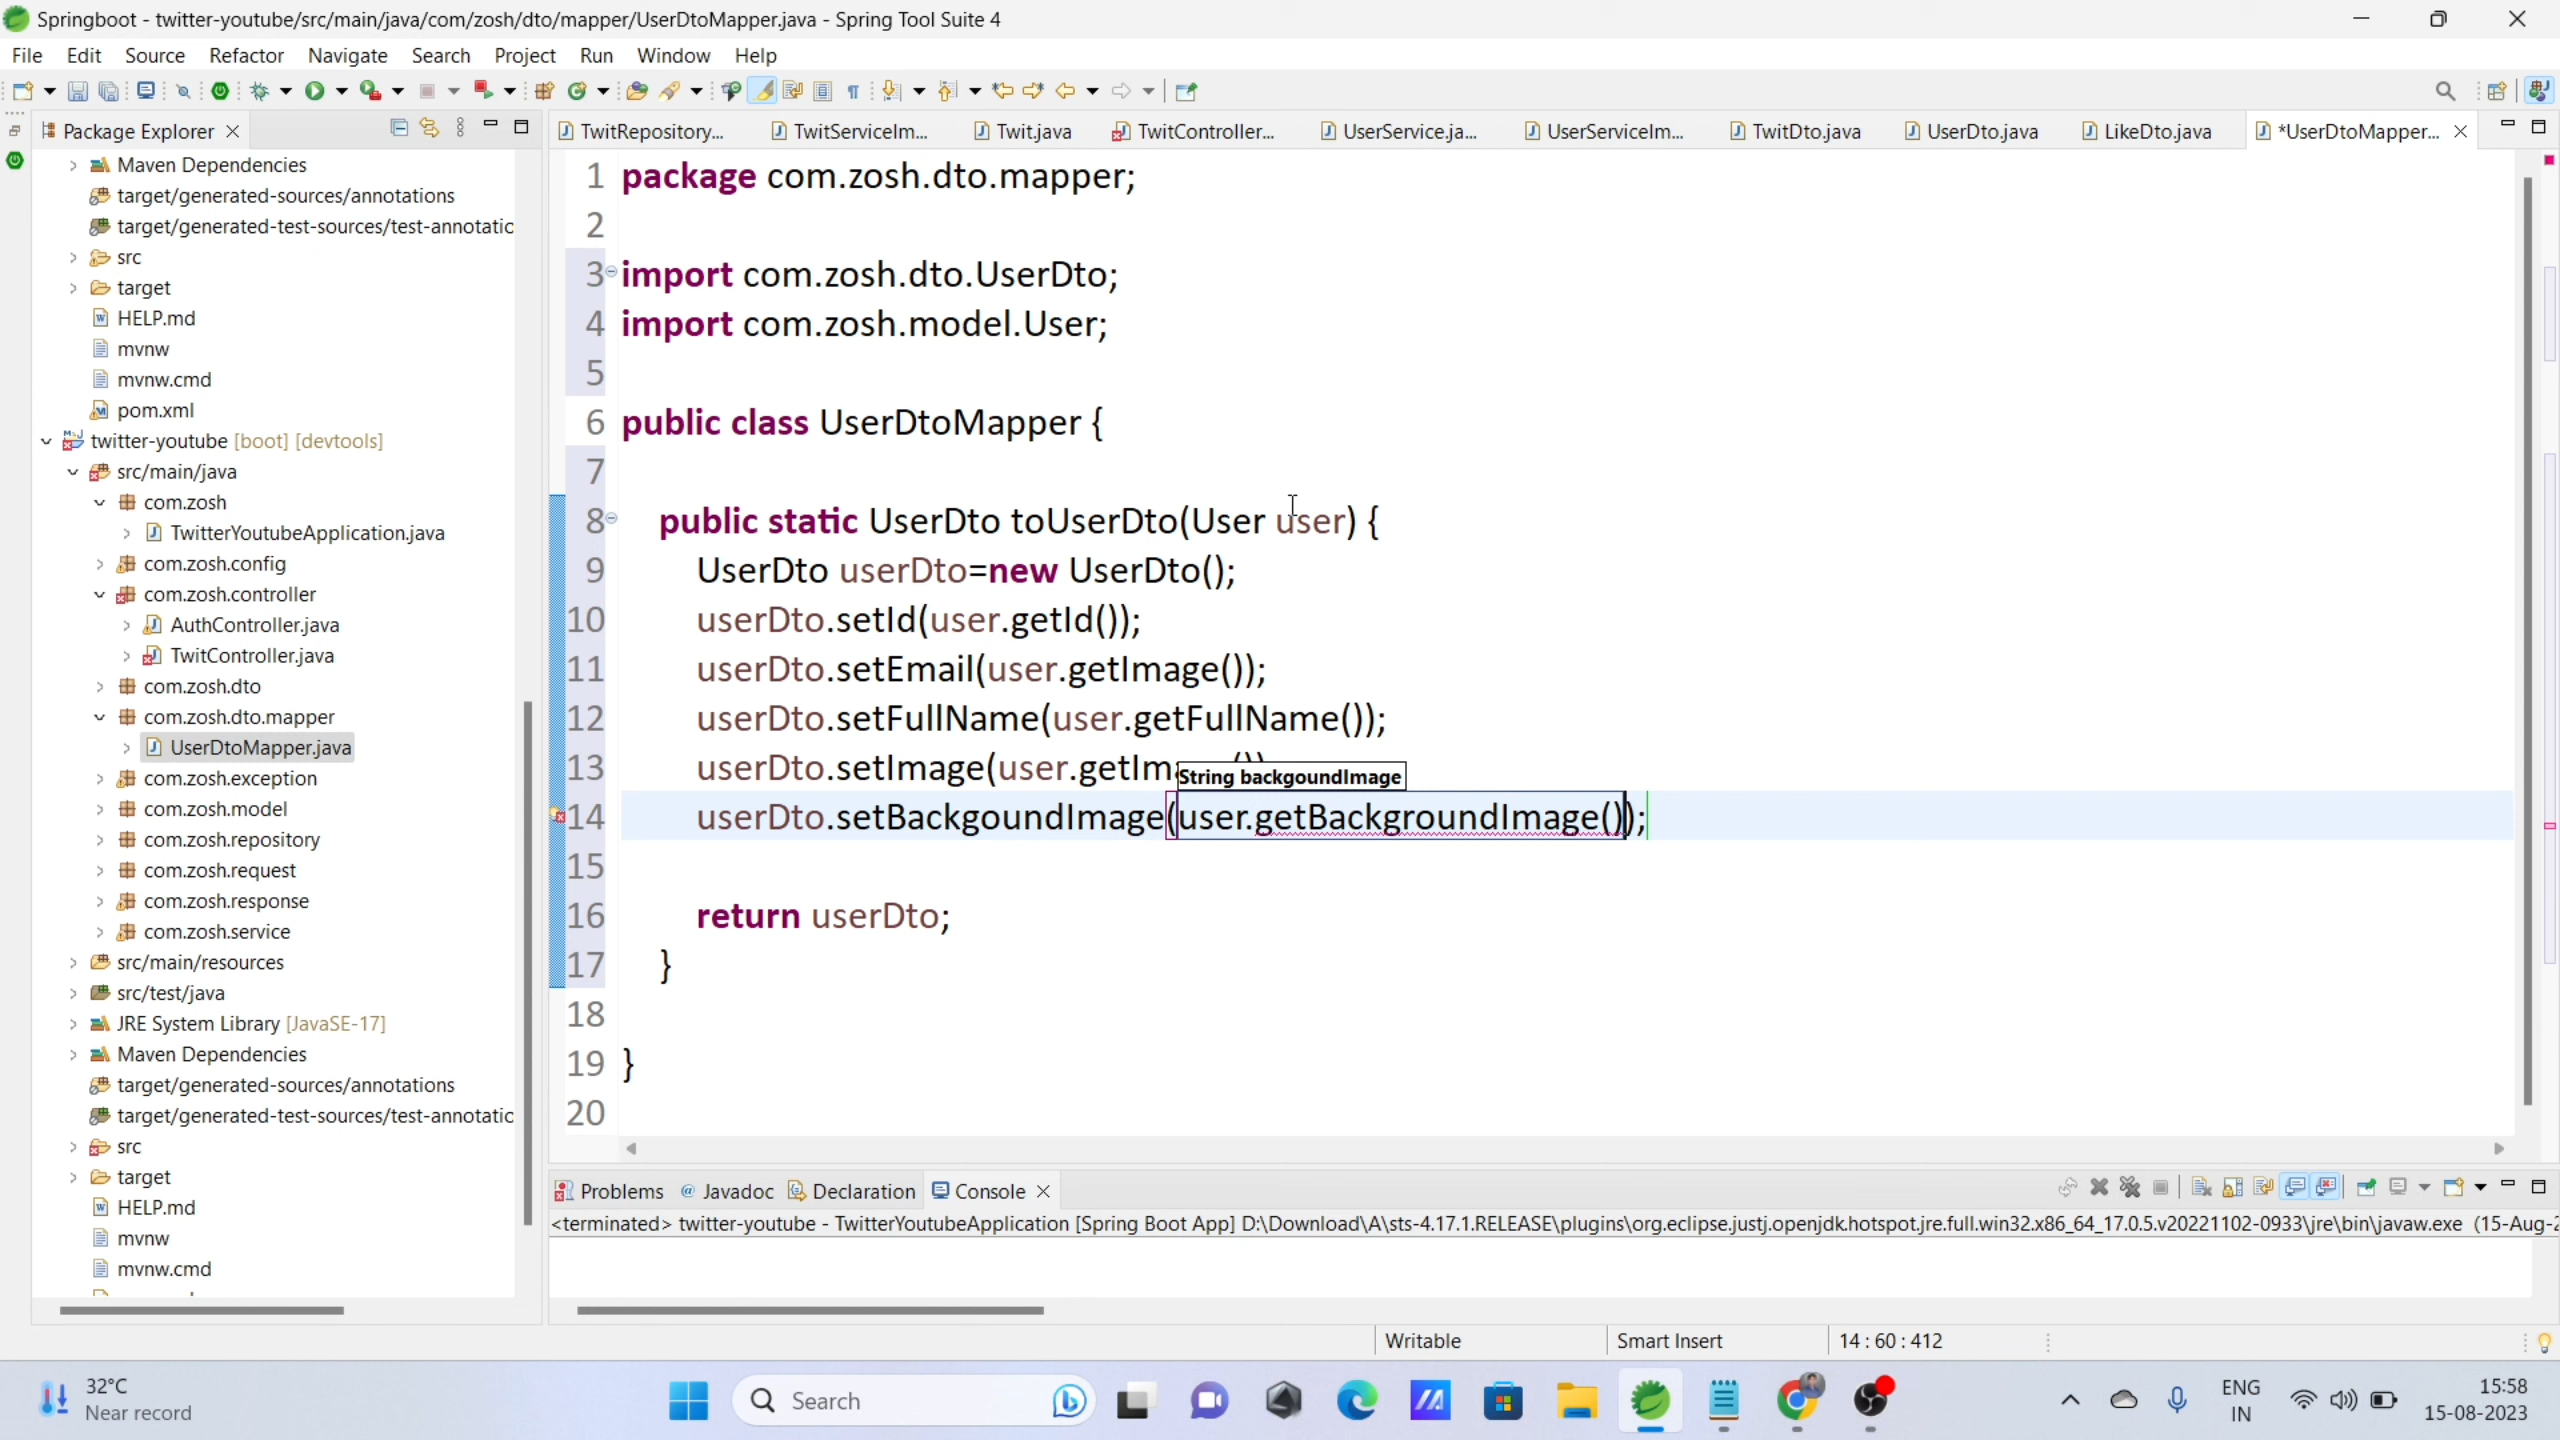 Springboot - twitter-youtube/src/main/java/com/zosh/dto/mapper/UserDtoMapper.java - Spring Tool Suite 4
File Edit Source Refactor Navigate Search Project Run Window Help
Package Explorer
TwitRepository... TwitServiceIm... Twit.java TwitController... UserService.ja... UserServiceIm... TwitDto.java UserDto.java LikeDto.java *UserDtoMapper...
Maven Dependencies
target/generated-sources/annotations
target/generated-test-sources/test-annotatic
src
target
HELP.md
mvnw
mvnw.cmd
pom.xml
twitter-youtube [boot] [devtools]
src/main/java
com.zosh
TwitterYoutubeApplication.java
com.zosh.config
com.zosh.controller
AuthController.java
TwitController.java
com.zosh.dto
com.zosh.dto.mapper
UserDtoMapper.java
com.zosh.exception
com.zosh.model
com.zosh.repository
com.zosh.request
com.zosh.response
com.zosh.service
src/main/resources
src/test/java
JRE System Library [JavaSE-17]
Maven Dependencies
target/generated-sources/annotations
target/generated-test-sources/test-annotatic
src
target
HELP.md
mvnw
mvnw.cmd
1 package com.zosh.dto.mapper;
2
3 import com.zosh.dto.UserDto;
4 import com.zosh.model.User;
5
6 public class UserDtoMapper {
7
8 public static UserDto toUserDto(User user) {
9 UserDto userDto=new UserDto();
10 userDto.setId(user.getId());
11 userDto.setEmail(user.getImage());
12 userDto.setFullName(user.getFullName());
13 userDto.setImage(user.getIm
String backgoundImage
14 userDto.setBackgoundImage(user.getBackgroundImage());
15
16 return userDto;
17 }
18
19 }
20
Problems Javadoc Declaration Console
<terminated> twitter-youtube - TwitterYoutubeApplication [Spring Boot App] D:\Download\A\sts-4.17.1.RELEASE\plugins\org.eclipse.justj.openjdk.hotspot.jre.full.win32.x86_64_17.0.5.v20221102-0933\jre\bin\javaw.exe (15-Aug-2
Writable Smart Insert 14 : 60 : 412
32°C
Near record
Search
ENG
IN
15:58
15-08-2023